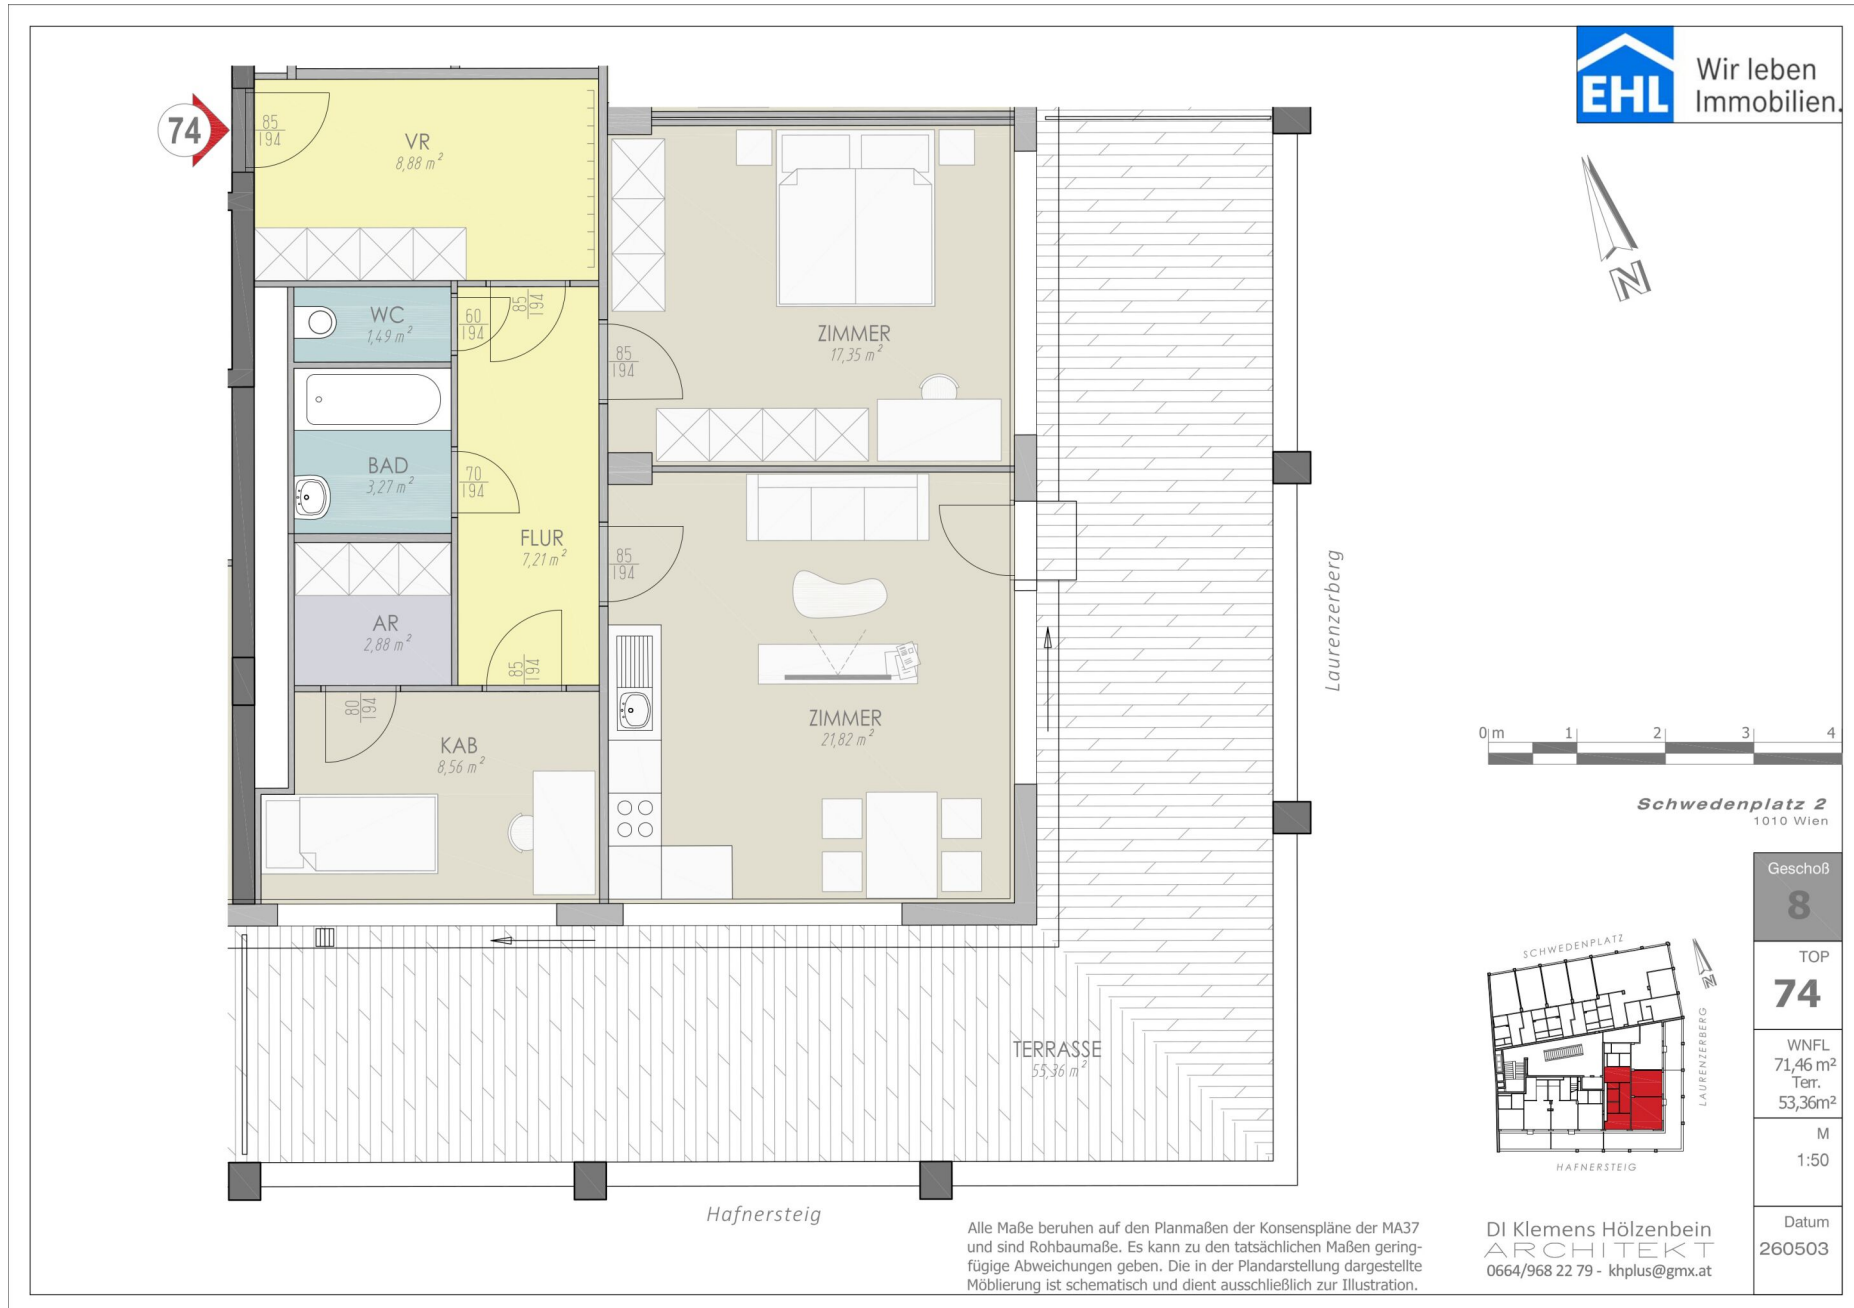 EHL
Wir leben
Immobilien.
74
85
194
VR
8,88 m²
WC
1,49 m²
60
194
85
194
ZIMMER
17,35 m²
85
194
BAD
3,27 m²
70
194
FLUR
7,21 m²
85
194
AR
2,88 m²
85
194
80
194
KAB
8,56 m²
ZIMMER
21,82 m²
TERRASSE
55,36 m²
Laurenzerberg
Hafnersteig
N
0 m 1 2 3 4
Schwedenplatz 2
1010 Wien
Geschoß
8
TOP
74
WNFL
71,46 m²
Terr.
53,36m²
M
1:50
Datum
260503
SCHWEDENPLATZ
N
LAURENZERBERG
HAFNERSTEIG
Alle Maße beruhen auf den Planmaßen der Konsenspläne der MA37
und sind Rohbaumaße. Es kann zu den tatsächlichen Maßen gering-
fügige Abweichungen geben. Die in der Plandarstellung dargestellte
Möblierung ist schematisch und dient ausschließlich zur Illustration.
DI Klemens Hölzenbein
ARCHITEKT
0664/968 22 79 - khplus@gmx.at